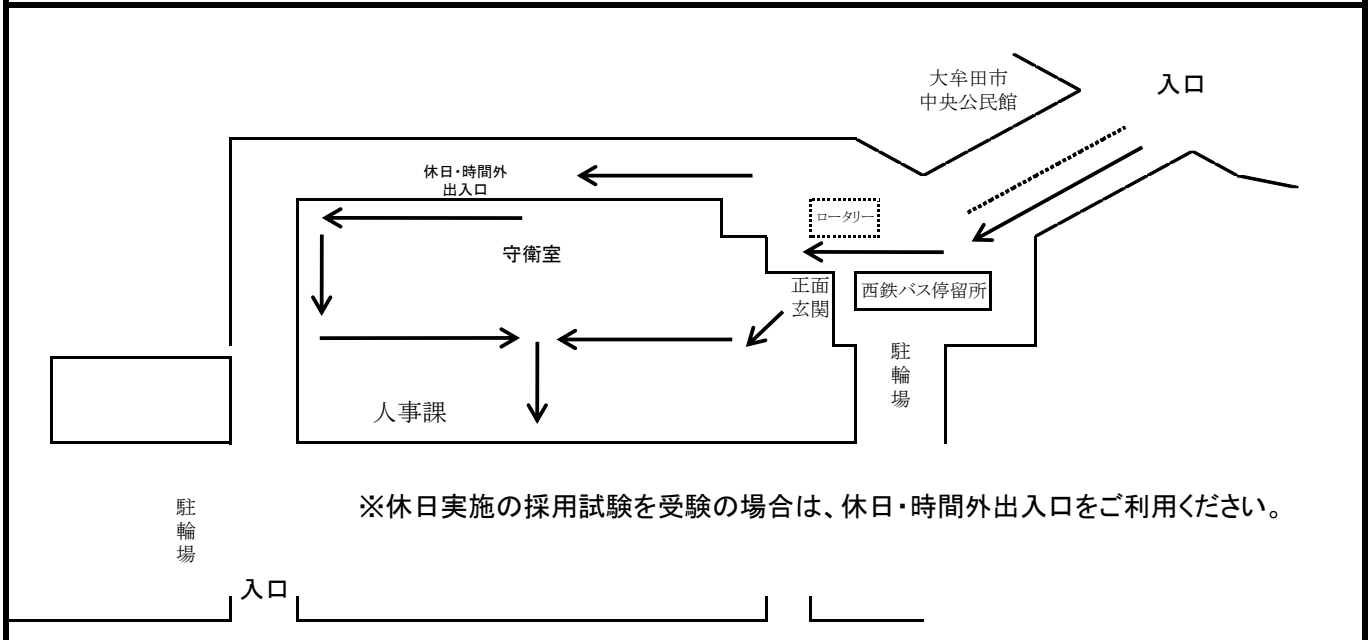 大牟田市
中央公民館
入口
休日・時間外
出入口
ロータリー
守衛室
正面
玄関
西鉄バス停留所
駐輪場
人事課
※休日実施の採用試験を受験の場合は、休日・時間外出入口をご利用ください。
駐輪場
入口